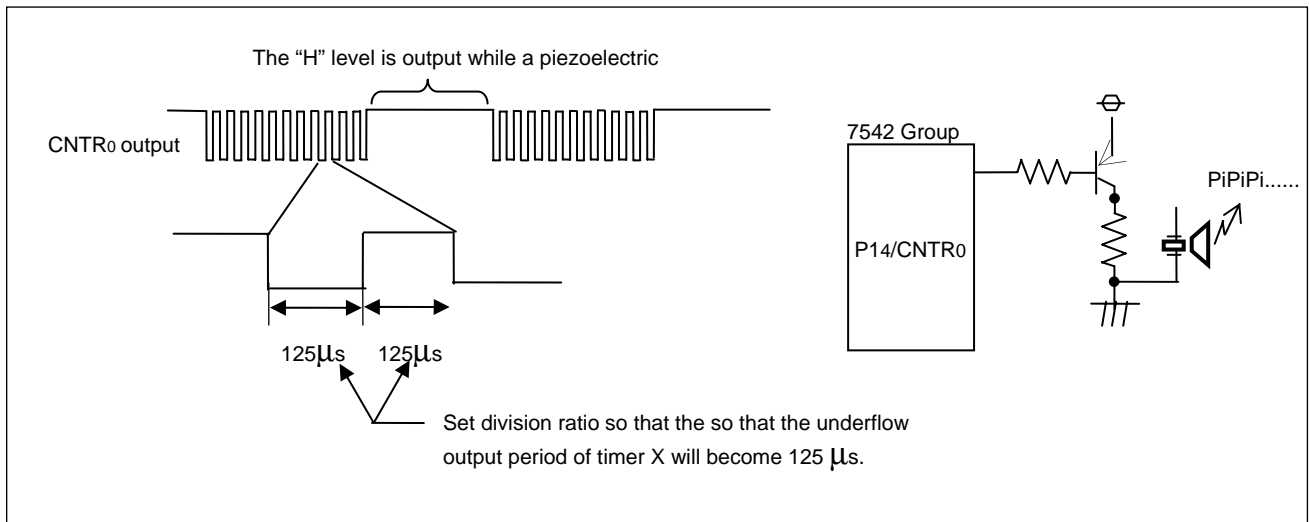 The “H” level is output while a piezoelectric
CNTR0 output
7542 Group
PiPiPi......
P14/CNTR0
125μs 125μs
Set division ratio so that the so that the underflow
output period of timer X will become 125 μs.